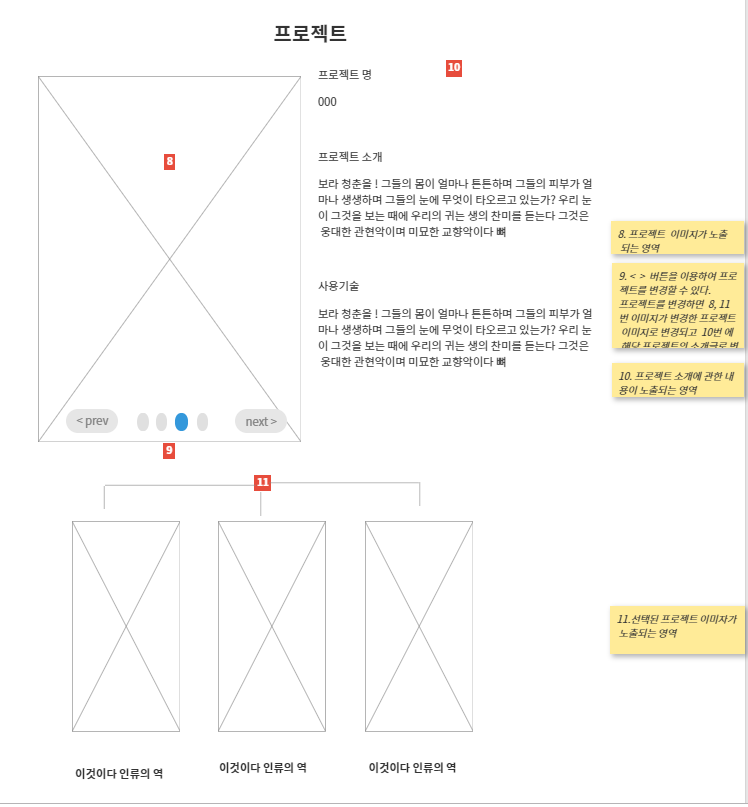 프로젝트
프로젝트 명
10
000
8
프로젝트 소개
보라 청춘을 ! 그들의 몸이 얼마나 튼튼하며 그들의 피부가 얼
마나 생생하며 그들의 눈에 무엇이 타오르고 있는가? 우리 눈
이 그것을 보는 때에 우리의 귀는 생의 찬미를 듣는다 그것은
웅대한 관현악이며 미묘한 교향악이다 뼈
사용기술
보라 청춘을 ! 그들의 몸이 얼마나 튼튼하며 그들의 피부가 얼
마나 생생하며 그들의 눈에 무엇이 타오르고 있는가? 우리 눈
이 그것을 보는 때에 우리의 귀는 생의 찬미를 듣는다 그것은
웅대한 관현악이며 미묘한 교향악이다 뼈
< prev
next >
9
11
이것이다 인류의 역
이것이다 인류의 역
이것이다 인류의 역
8. 프로젝트 이미지가 노출
되는 영역
9. < > 버튼을 이용하여 프로
젝트를 변경할 수 있다.
프로젝트를 변경하면 8, 11
번 이미지가 변경한 프로젝트
이미지로 변경되고 10번 에
해당 프로젝트의 소개글로 변
10. 프로젝트 소개에 관한 내
용이 노출되는 영역
11.선택된 프로젝트 이미자가
노출되는 영역